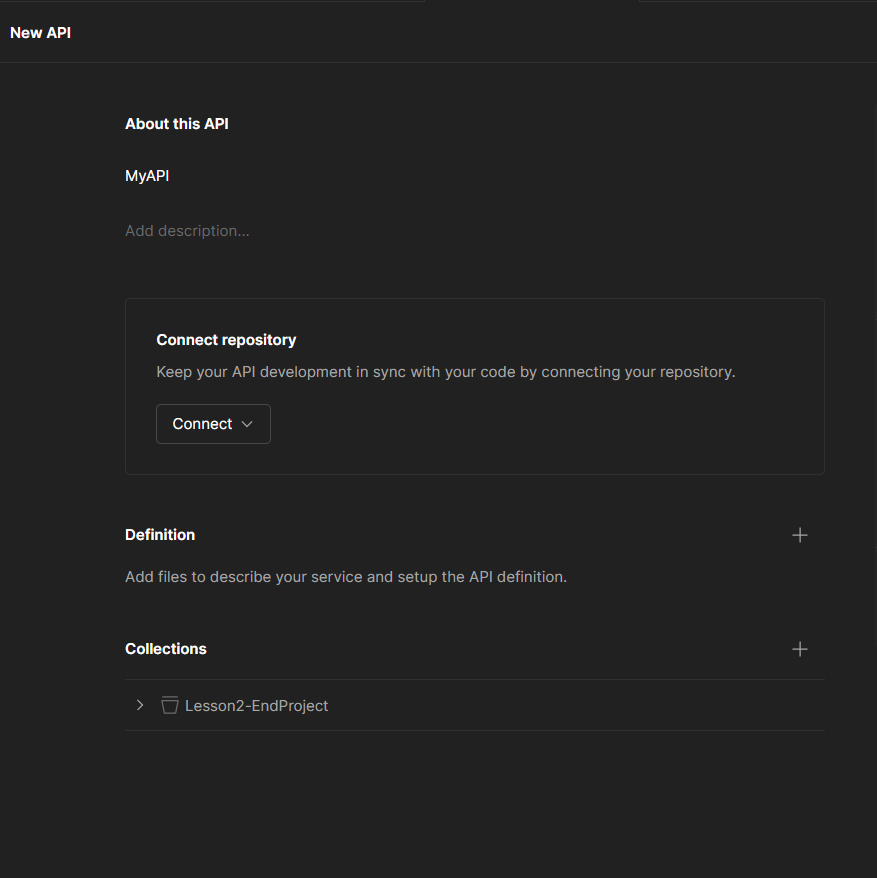 New API
About this API
MyAPI
Add description...
Connect repository
Keep your API development in sync with your code by connecting your repository.
Connect
Definition
Add files to describe your service and setup the API definition.
Collections
Lesson2-EndProject